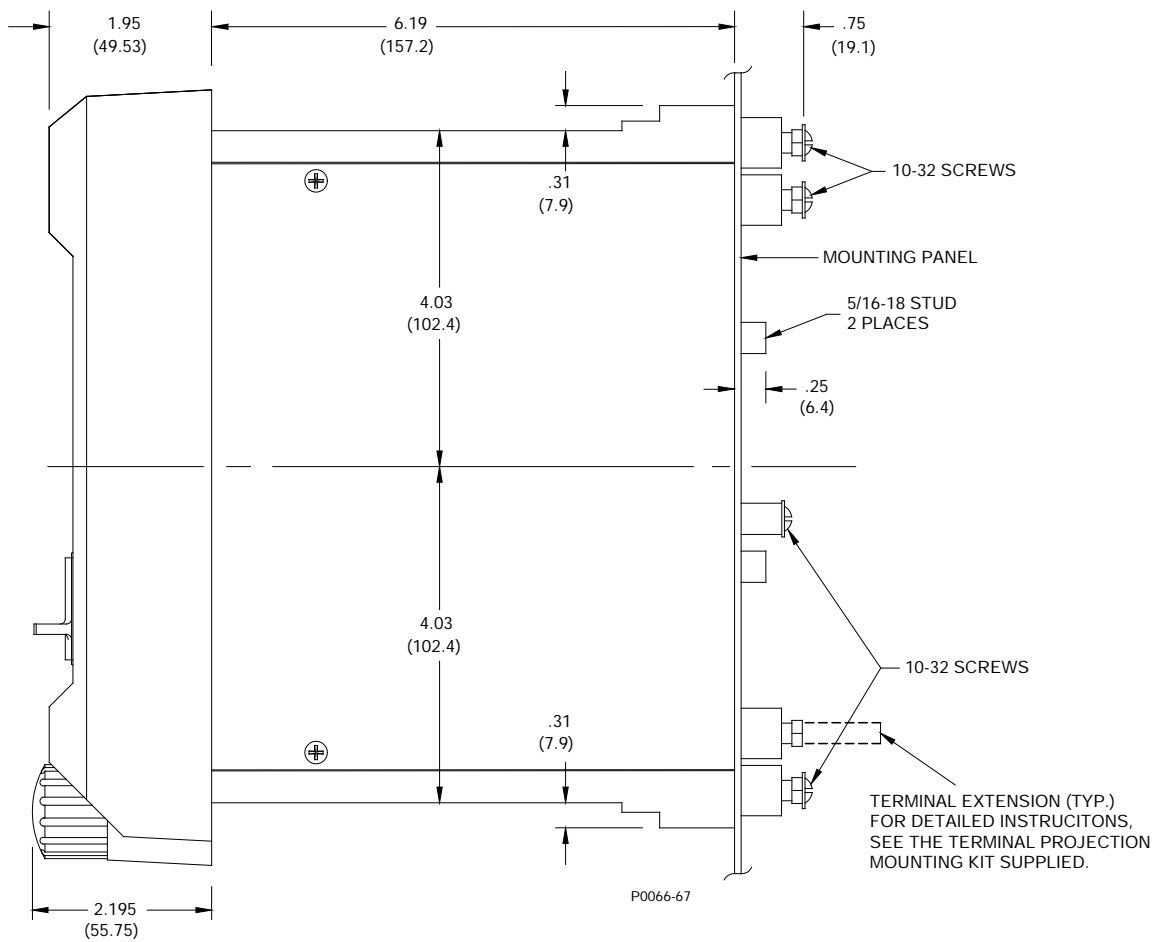 1.95
(49.53)
6.19
(157.2)
.75
(19.1)
.31
(7.9)
10-32 SCREWS
MOUNTING PANEL
4.03
(102.4)
5/16-18 STUD
2 PLACES
.25
(6.4)
4.03
(102.4)
10-32 SCREWS
.31
(7.9)
TERMINAL EXTENSION (TYP.)
FOR DETAILED INSTRUCITONS,
SEE THE TERMINAL PROJECTION
MOUNTING KIT SUPPLIED.
P0066-67
2.195
(55.75)